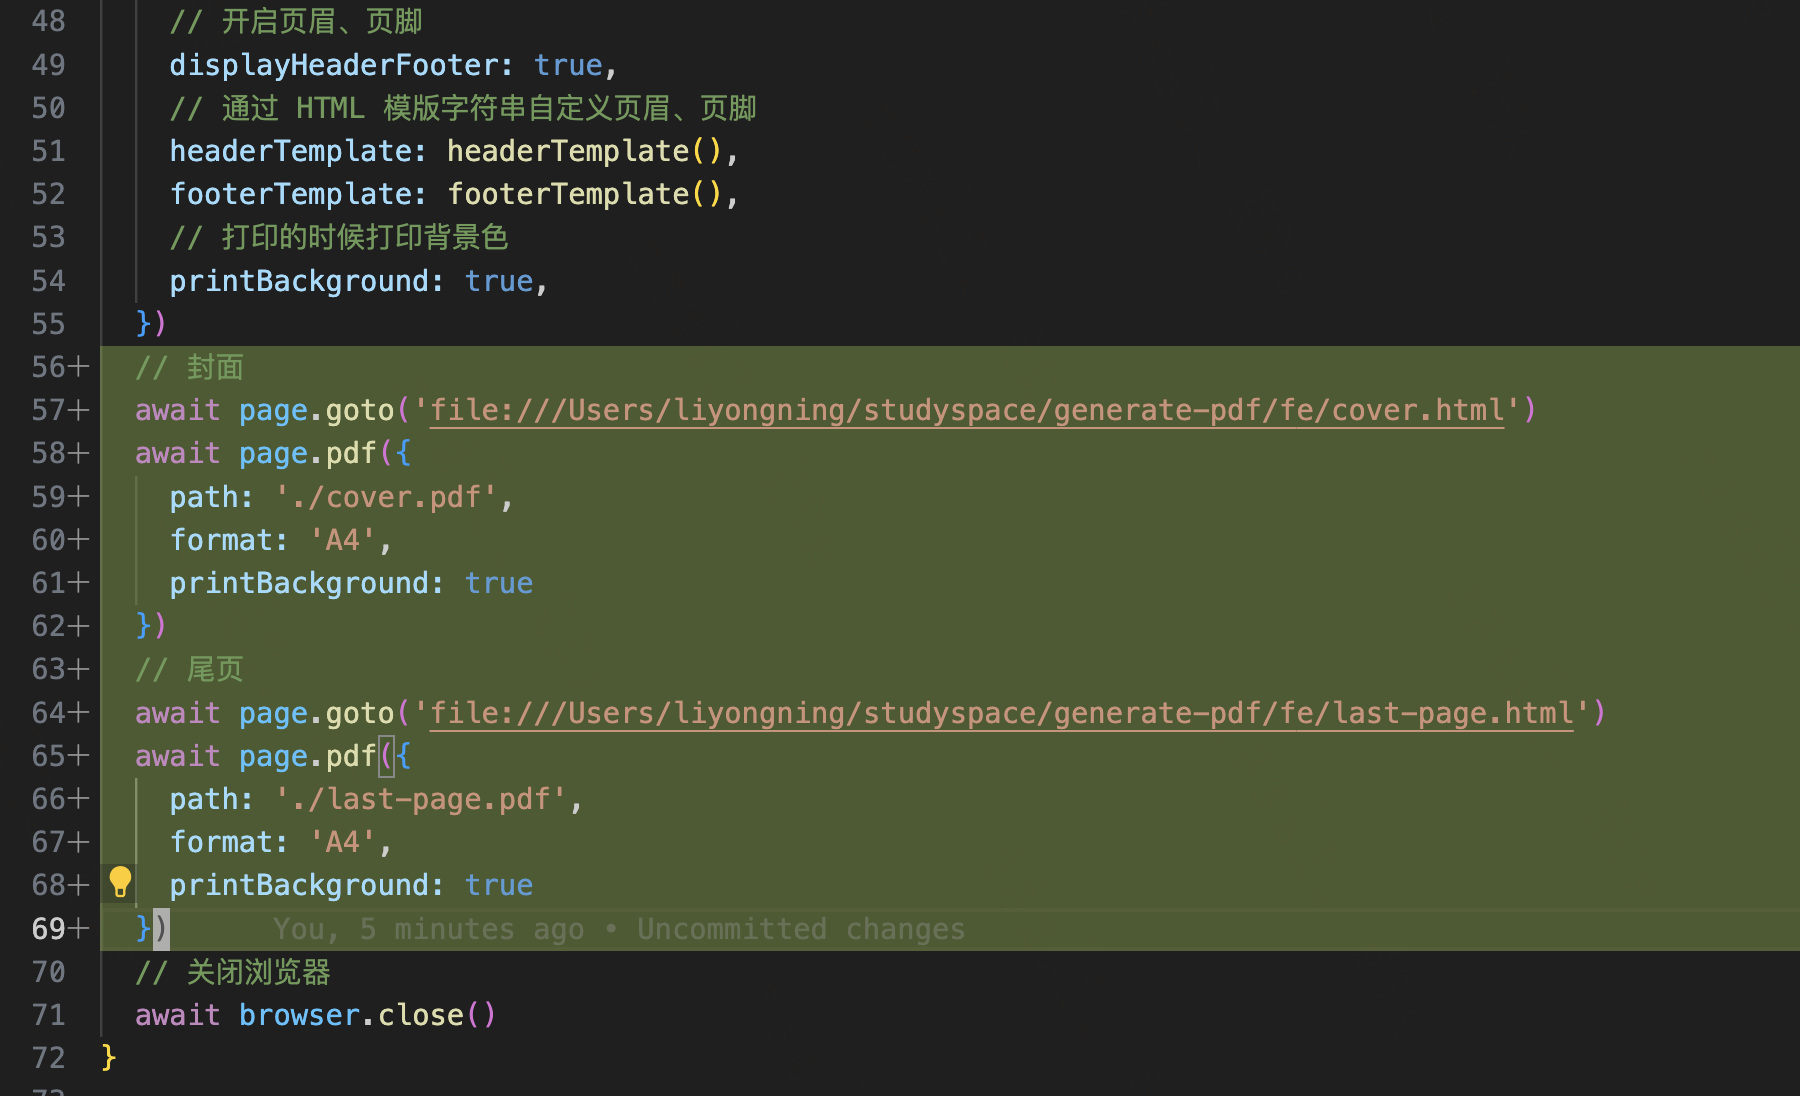 48 // 开启页眉、页脚
49 displayHeaderFooter: true,
50 // 通过 HTML 模版字符串自定义页眉、页脚
51 headerTemplate: headerTemplate(),
52 footerTemplate: footerTemplate(),
53 // 打印的时候打印背景色
54 printBackground: true,
55 })
56+ // 封面
57+ await page.goto('file:///Users/liyongning/studyspace/generate-pdf/fe/cover.html')
58+ await page.pdf({
59+ path: './cover.pdf',
60+ format: 'A4',
61+ printBackground: true
62+ })
63+ // 尾页
64+ await page.goto('file:///Users/liyongning/studyspace/generate-pdf/fe/last-page.html')
65+ await page.pdf({
66+ path: './last-page.pdf',
67+ format: 'A4',
68+ printBackground: true
69+ }) You, 5 minutes ago • Uncommitted changes
70 // 关闭浏览器
71 await browser.close()
72 }